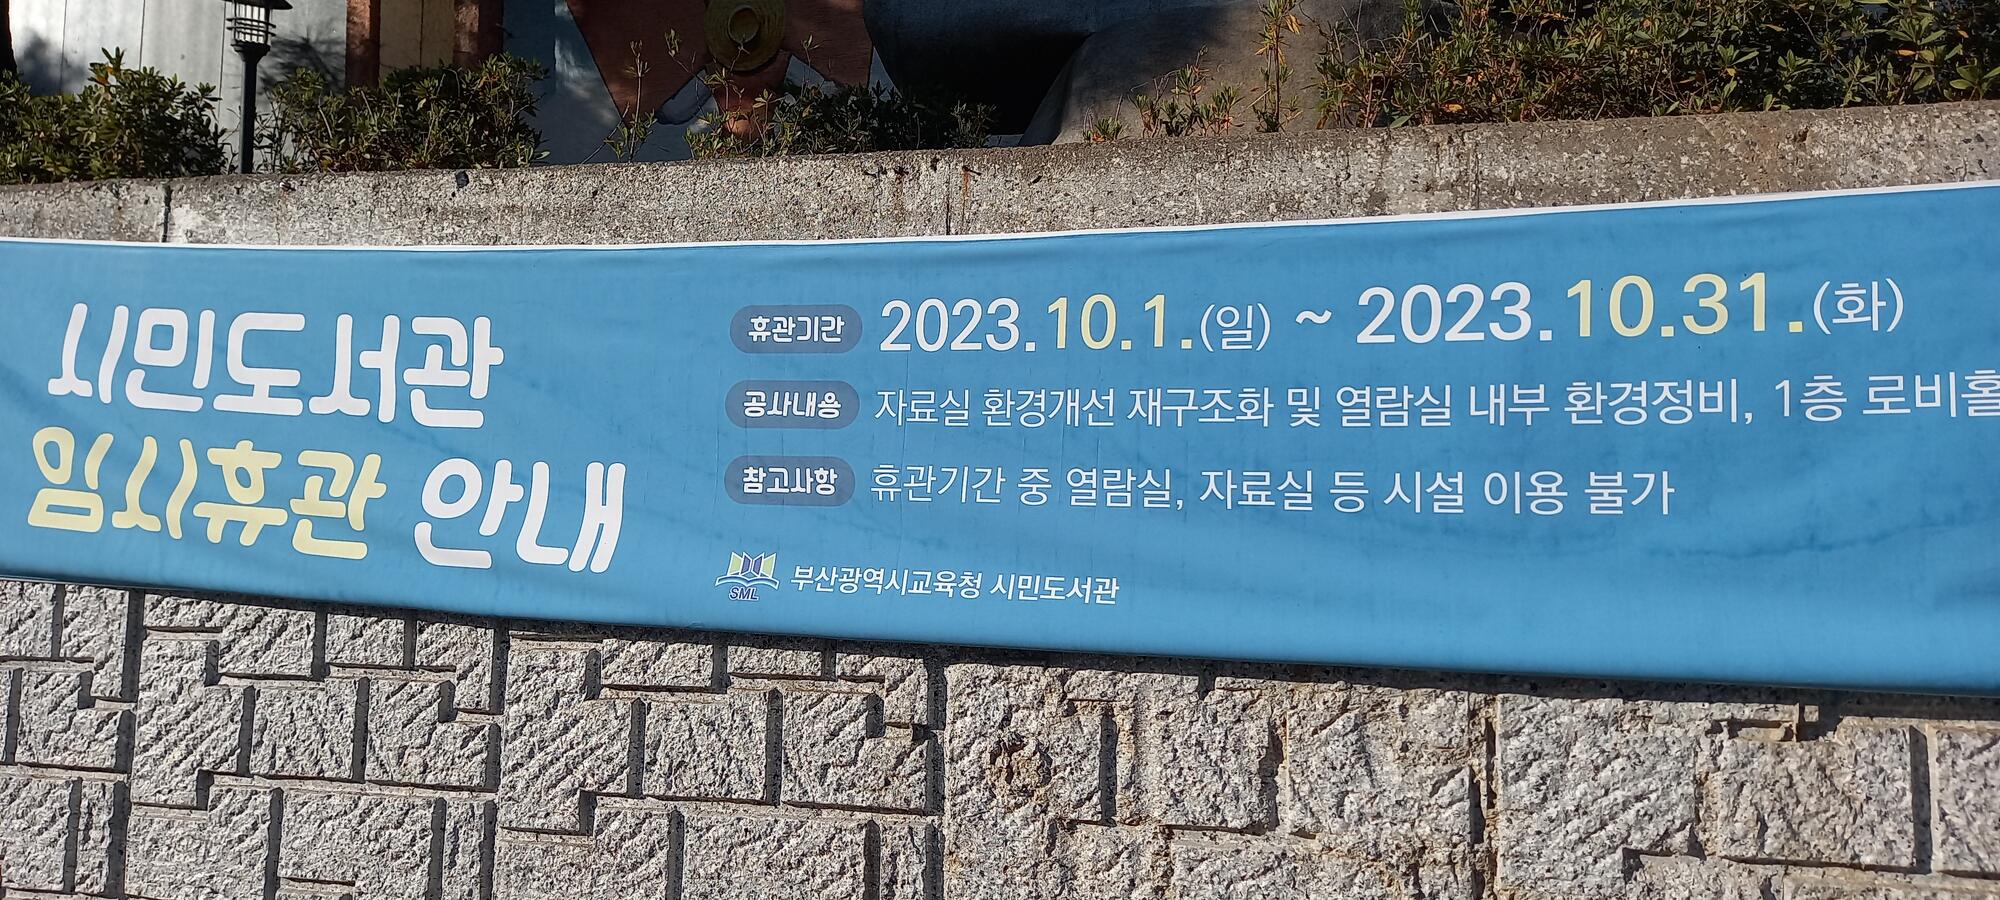 시민도서관
임시휴관 안내
휴관기간 2023.10.1.(일) ~ 2023.10.31.(화)
공사내용 자료실 환경개선 재구조화 및 열람실 내부 환경정비, 1층 로비홀
참고사항 휴관기간 중 열람실, 자료실 등 시설 이용 불가
SML 부산광역시교육청 시민도서관